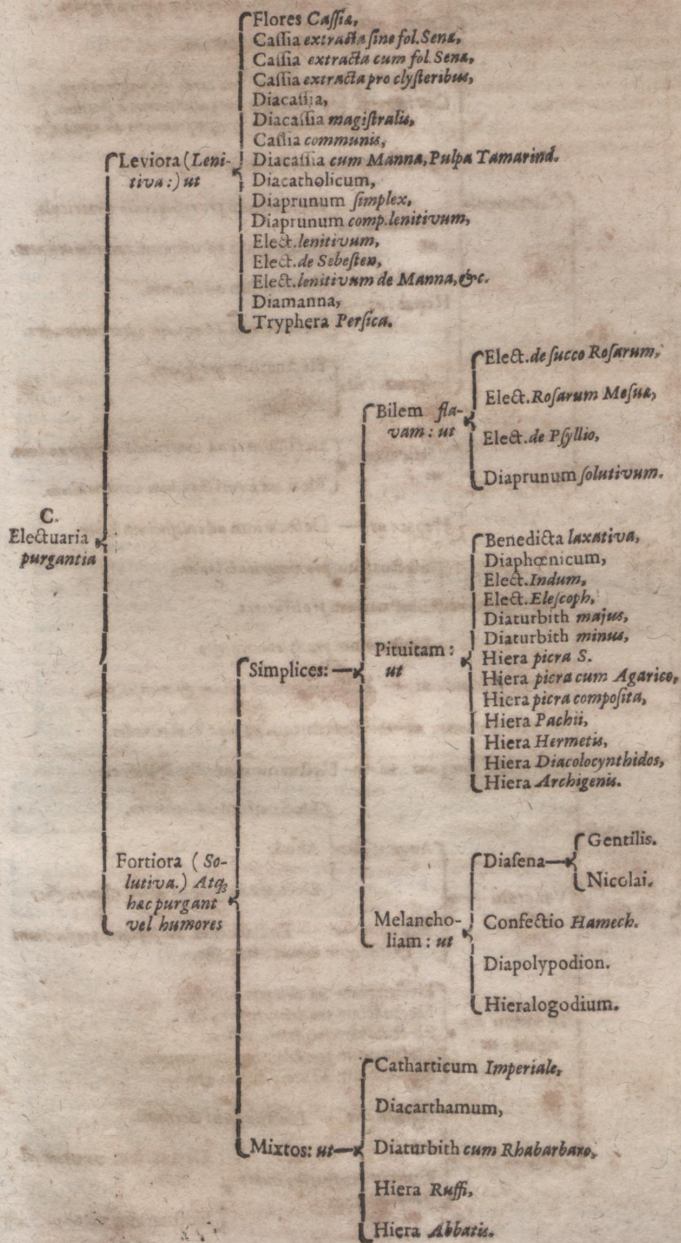 C.
Electuaria
purgantia
Leviora (Leni-
tiva:) ut
Flores Cassiæ,
Cassia extracta sine fol. Senæ,
Cassia extracta cum fol. Senæ,
Cassia extracta pro clysteribus,
Diacassia,
Diacassia magistralis,
Cassia communis,
Diacassia cum Manna, Pulpa Tamarind.
Diacatholicum,
Diaprunum simplex,
Diaprunum comp. lenitivum,
Elect. lenitivum,
Elect. de Sebesten,
Elect. lenitivum de Manna, &c.
Diamanna,
Tryphera Persica.
Fortiora (So-
lutiva.) Atq;
hæc purgant
vel humores
Simplices:
Bilem fla-
vam: ut
Elect. de succo Rosarum,
Elect. Rosarum Mesuæ,
Elect. de Psyllio,
Diaprunum solutivum.
Pituitam:
ut
Benedicta laxativa,
Diaphœnicum,
Elect. Indum,
Elect. Elescoph,
Diaturbith majus,
Diaturbith minus,
Hiera picra S.
Hiera picra cum Agarico,
Hiera picra composita,
Hiera Pachii,
Hiera Hermetis,
Hiera Diacolocynthidos,
Hiera Archigenis.
Melancho-
liam: ut
Diasena
Gentilis.
Nicolai.
Confectio Hamech.
Diapolypodion.
Hieralogodium.
Mixtos: ut
Catharticum Imperiale,
Diacarthamum,
Diaturbith cum Rhabarbaro,
Hiera Ruffi,
Hiera Abbatis.